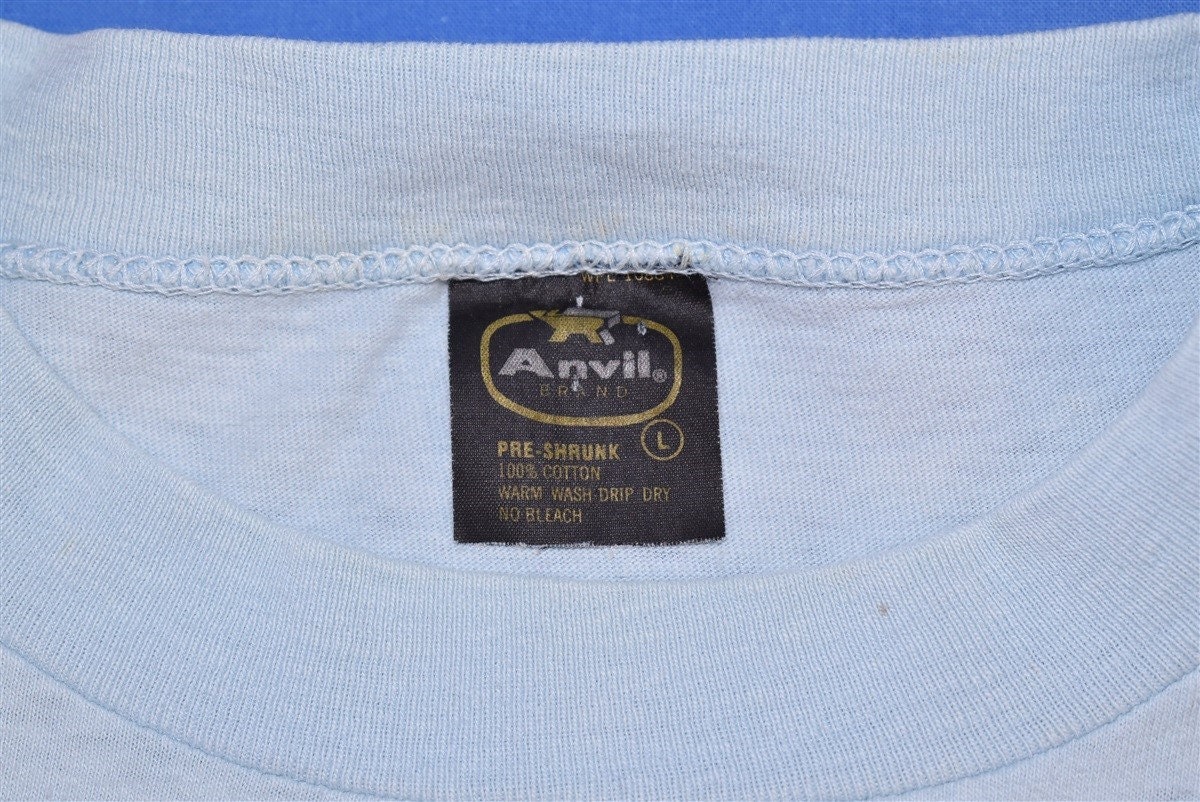 Anvil®
BRAND
L
PRE-SHRUNK
100% COTTON
WARM WASH DRIP DRY
NO BLEACH